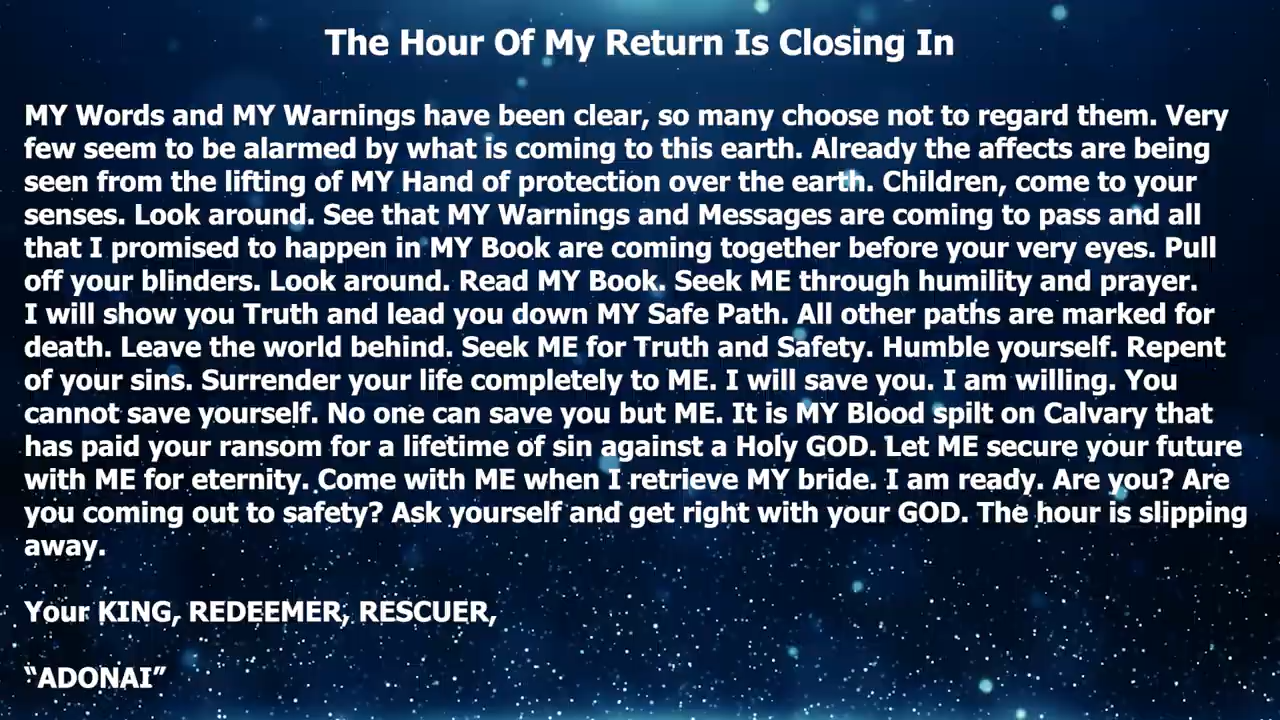 The Hour Of My Return Is Closing In
MY Words and MY Warnings have been clear, so many choose not to regard them. Very
few seem to be alarmed by what is coming to this earth. Already the affects are being
seen from the lifting of MY Hand of protection over the earth. Children, come to your
senses. Look around. See that MY Warnings and Messages are coming to pass and all
that I promised to happen in MY Book are coming together before your very eyes. Pull
off your blinders. Look around. Read MY Book. Seek ME through humility and prayer.
I will show you Truth and lead you down MY Safe Path. All other paths are marked for
death. Leave the world behind. Seek ME for Truth and Safety. Humble yourself. Repent
of your sins. Surrender your life completely to ME. I will save you. I am willing. You
cannot save yourself. No one can save you but ME. It is MY Blood spilt on Calvary that
has paid your ransom for a lifetime of sin against a Holy GOD. Let ME secure your future
with ME for eternity. Come with ME when I retrieve MY bride. I am ready. Are you? Are
you coming out to safety? Ask yourself and get right with your GOD. The hour is slipping
away.
Your KING, REDEEMER, RESCUER,
“ADONAI”